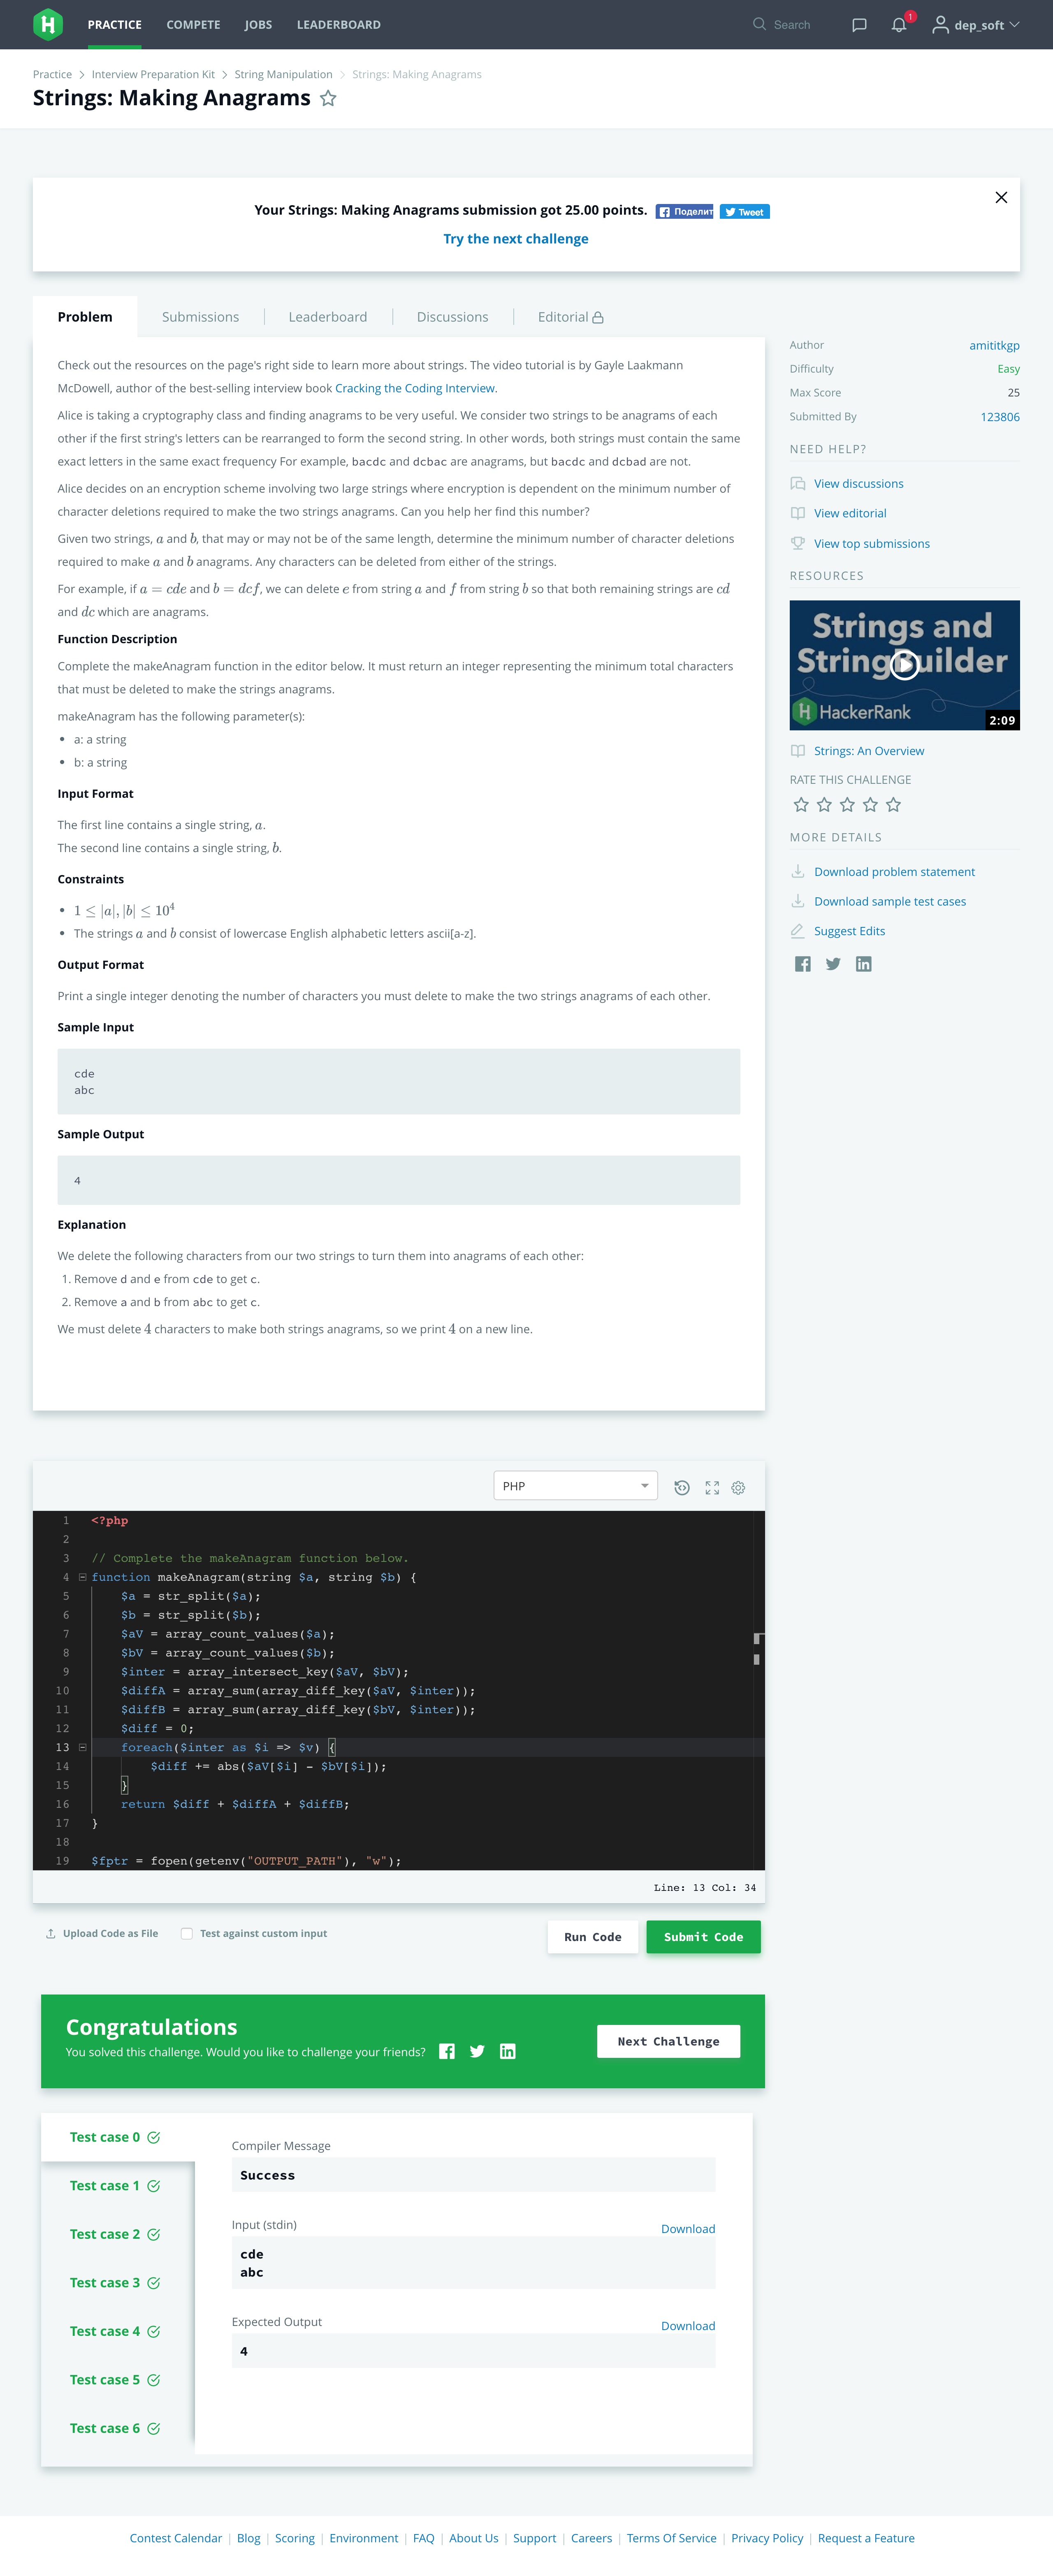 PRACTICE COMPETE JOBS LEADERBOARD Search 1 dep_soft
Practice > Interview Preparation Kit > String Manipulation > Strings: Making Anagrams
Strings: Making Anagrams
Your Strings: Making Anagrams submission got 25.00 points. Поделит Tweet
Try the next challenge
Problem Submissions Leaderboard Discussions Editorial
Check out the resources on the page's right side to learn more about strings. The video tutorial is by Gayle Laakmann
McDowell, author of the best-selling interview book Cracking the Coding Interview.
Alice is taking a cryptography class and finding anagrams to be very useful. We consider two strings to be anagrams of each
other if the first string's letters can be rearranged to form the second string. In other words, both strings must contain the same
exact letters in the same exact frequency For example, bacdc and dcbac are anagrams, but bacdc and dcbad are not.
Alice decides on an encryption scheme involving two large strings where encryption is dependent on the minimum number of
character deletions required to make the two strings anagrams. Can you help her find this number?
Given two strings, a and b, that may or may not be of the same length, determine the minimum number of character deletions
required to make a and b anagrams. Any characters can be deleted from either of the strings.
For example, if a = cde and b = dcf, we can delete e from string a and f from string b so that both remaining strings are cd
and dc which are anagrams.
Function Description
Complete the makeAnagram function in the editor below. It must return an integer representing the minimum total characters
that must be deleted to make the strings anagrams.
makeAnagram has the following parameter(s):
• a: a string
• b: a string
Input Format
The first line contains a single string, a.
The second line contains a single string, b.
Constraints
• 1 ≤ |a|, |b| ≤ 10⁴
• The strings a and b consist of lowercase English alphabetic letters ascii[a-z].
Output Format
Print a single integer denoting the number of characters you must delete to make the two strings anagrams of each other.
Sample Input
cde
abc
Sample Output
4
Explanation
We delete the following characters from our two strings to turn them into anagrams of each other:
1. Remove d and e from cde to get c.
2. Remove a and b from abc to get c.
We must delete 4 characters to make both strings anagrams, so we print 4 on a new line.
Author amititkgp
Difficulty Easy
Max Score 25
Submitted By 123806
NEED HELP?
View discussions
View editorial
View top submissions
RESOURCES
Strings and
StringBuilder
HackerRank
2:09
Strings: An Overview
RATE THIS CHALLENGE
MORE DETAILS
Download problem statement
Download sample test cases
Suggest Edits
PHP
1 <?php
2
3 // Complete the makeAnagram function below.
4 function makeAnagram(string $a, string $b) {
5 $a = str_split($a);
6 $b = str_split($b);
7 $aV = array_count_values($a);
8 $bV = array_count_values($b);
9 $inter = array_intersect_key($aV, $bV);
10 $diffA = array_sum(array_diff_key($aV, $inter));
11 $diffB = array_sum(array_diff_key($bV, $inter));
12 $diff = 0;
13 foreach($inter as $i => $v) {
14 $diff += abs($aV[$i] - $bV[$i]);
15 }
16 return $diff + $diffA + $diffB;
17 }
18
19 $fptr = fopen(getenv("OUTPUT_PATH"), "w");
Line: 13 Col: 34
Upload Code as File Test against custom input Run Code Submit Code
Congratulations
You solved this challenge. Would you like to challenge your friends?
Next Challenge
Test case 0
Test case 1
Test case 2
Test case 3
Test case 4
Test case 5
Test case 6
Compiler Message
Success
Input (stdin) Download
cde
abc
Expected Output Download
4
Contest Calendar | Blog | Scoring | Environment | FAQ | About Us | Support | Careers | Terms Of Service | Privacy Policy | Request a Feature